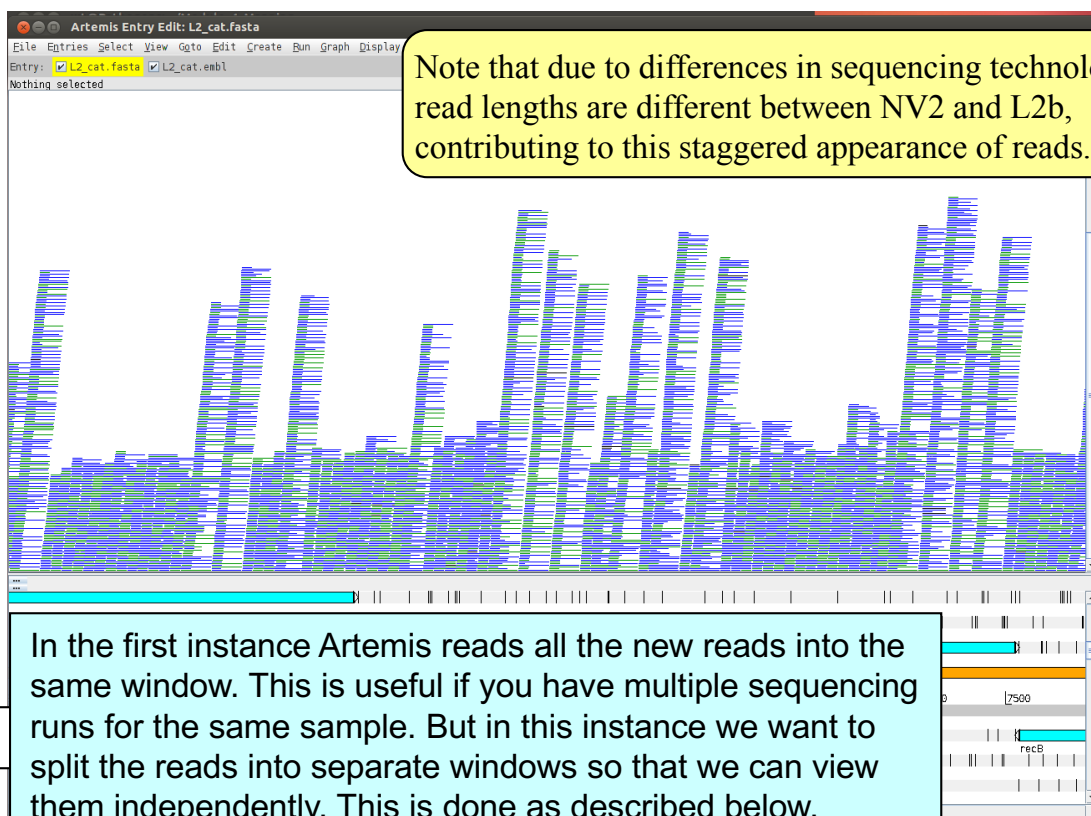 Artemis Entry Edit: L2_cat.fasta
File Entries Select View Goto Edit Create Run Graph Display
Entry: L2_cat.fasta L2_cat.embl
Nothing selected
Note that due to differences in sequencing
read lengths are different between NV2 and L2b,
contributing to this staggered appearance of reads.
In the first instance Artemis reads all the new reads into the
same window. This is useful if you have multiple sequencing
runs for the same sample. But in this instance we want to
split the reads into separate windows so that we can view
them independently. This is done as described below.
7500
recB